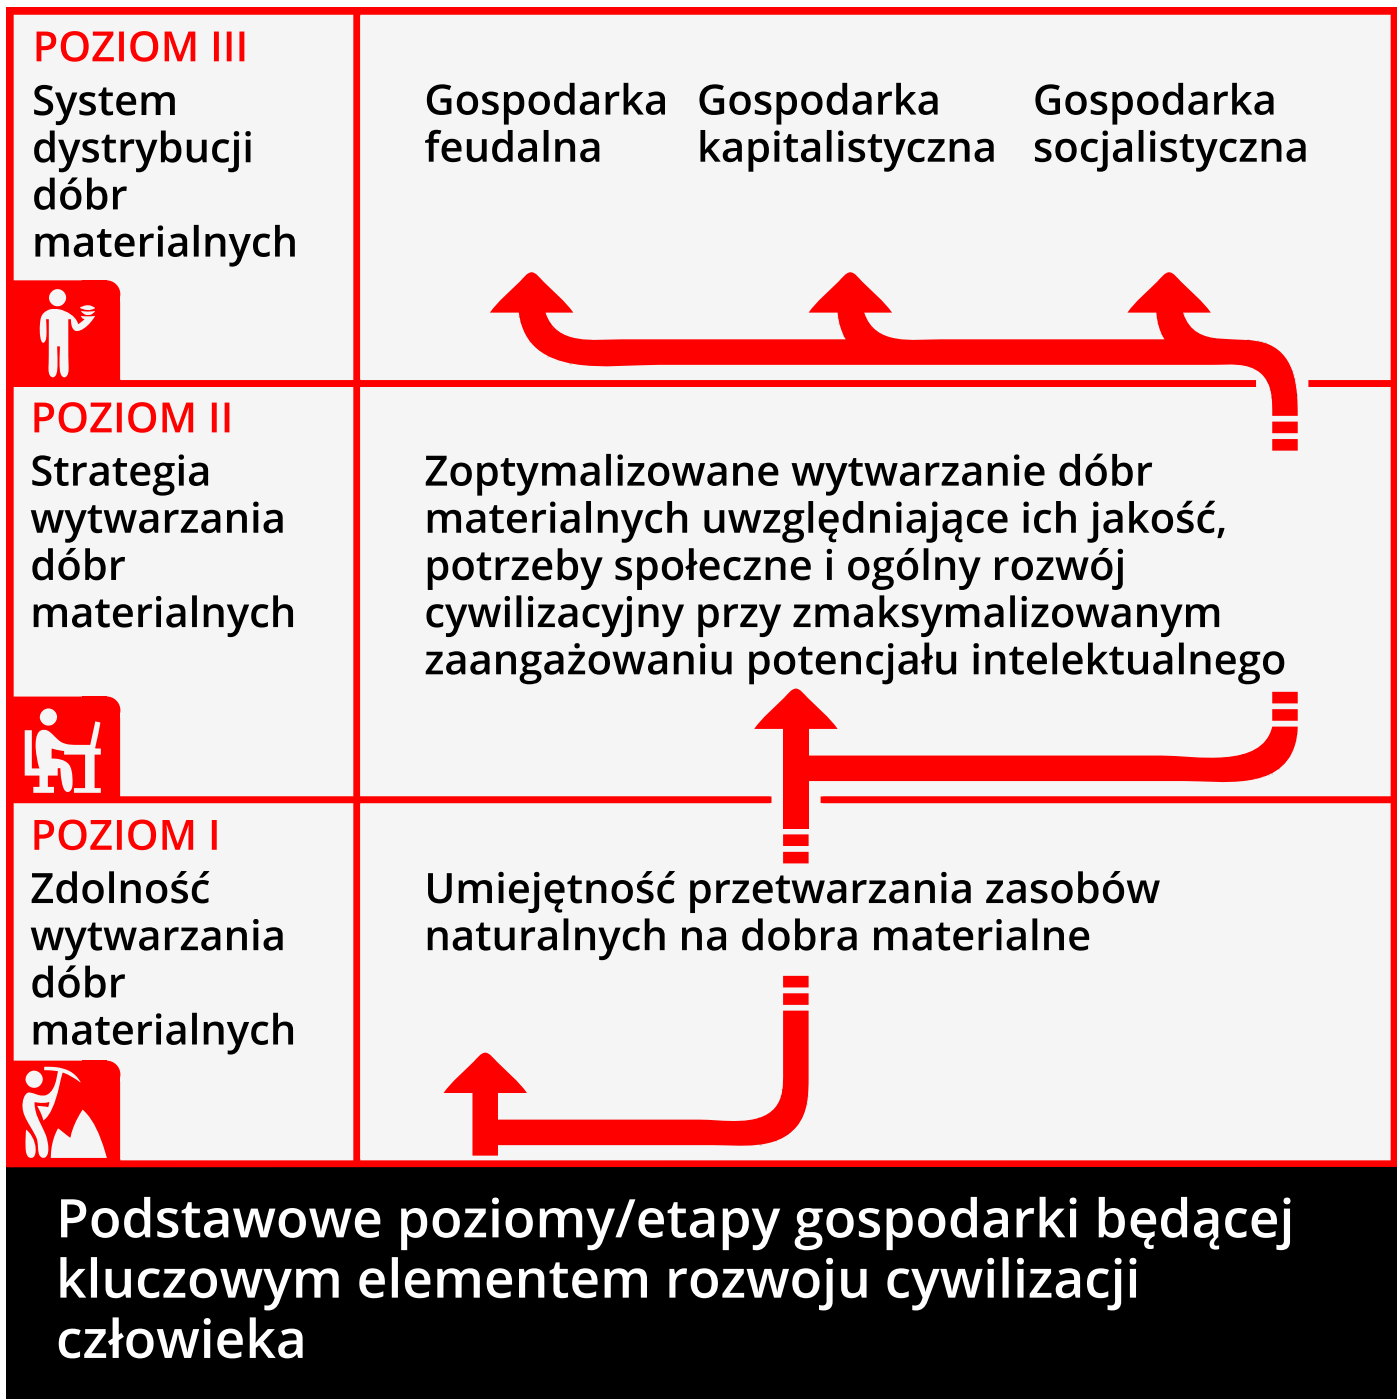 POZIOM III
System
dystrybucji
dóbr
materialnych
Gospodarka
feudalna
Gospodarka
kapitalistyczna
Gospodarka
socjalistyczna
POZIOM II
Strategia
wytwarzania
dóbr
materialnych
Zoptymalizowane wytwarzanie dóbr
materialnych uwzględniające ich jakość,
potrzeby społeczne i ogólny rozwój
cywilizacyjny przy zmaksymalizowanym
zaangażowaniu potencjału intelektualnego
POZIOM I
Zdolność
wytwarzania
dóbr
materialnych
Umiejętność przetwarzania zasobów
naturalnych na dobra materialne
Podstawowe poziomy/etapy gospodarki będącej
kluczowym elementem rozwoju cywilizacji
człowieka